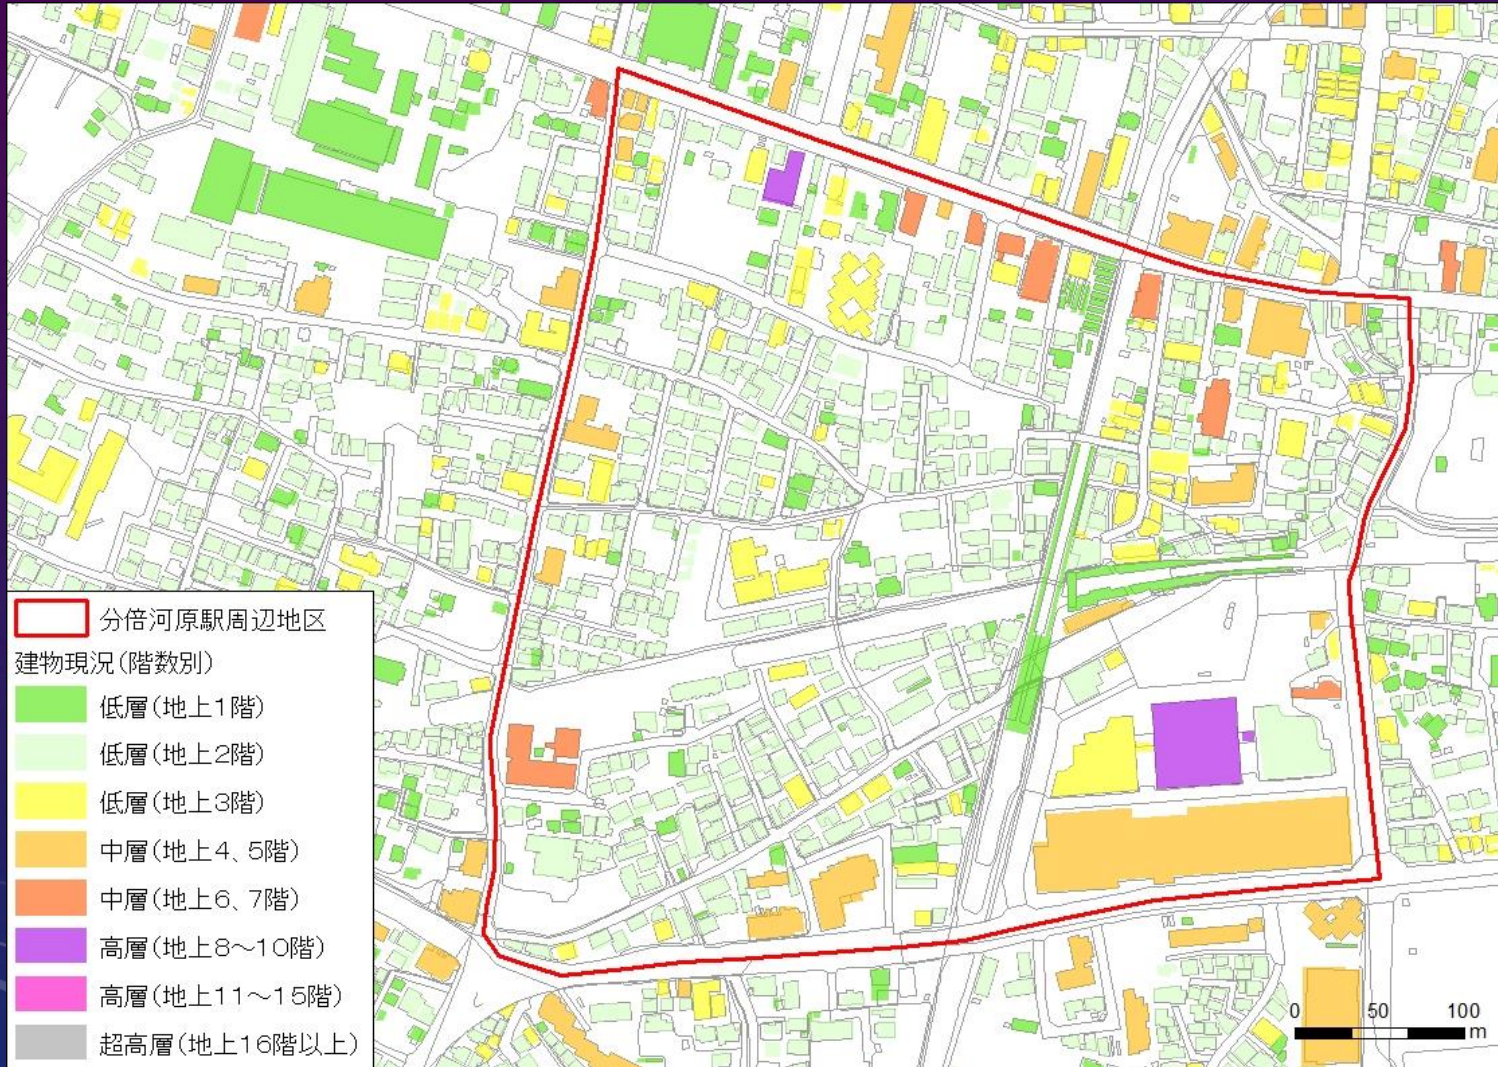 分倍河原駅周辺地区
建物現況(階数別)
低層(地上1階)
低層(地上2階)
低層(地上3階)
中層(地上4、5階)
中層(地上6、7階)
高層(地上8～10階)
高層(地上11～15階)
超高層(地上16階以上)
0 50 100
m